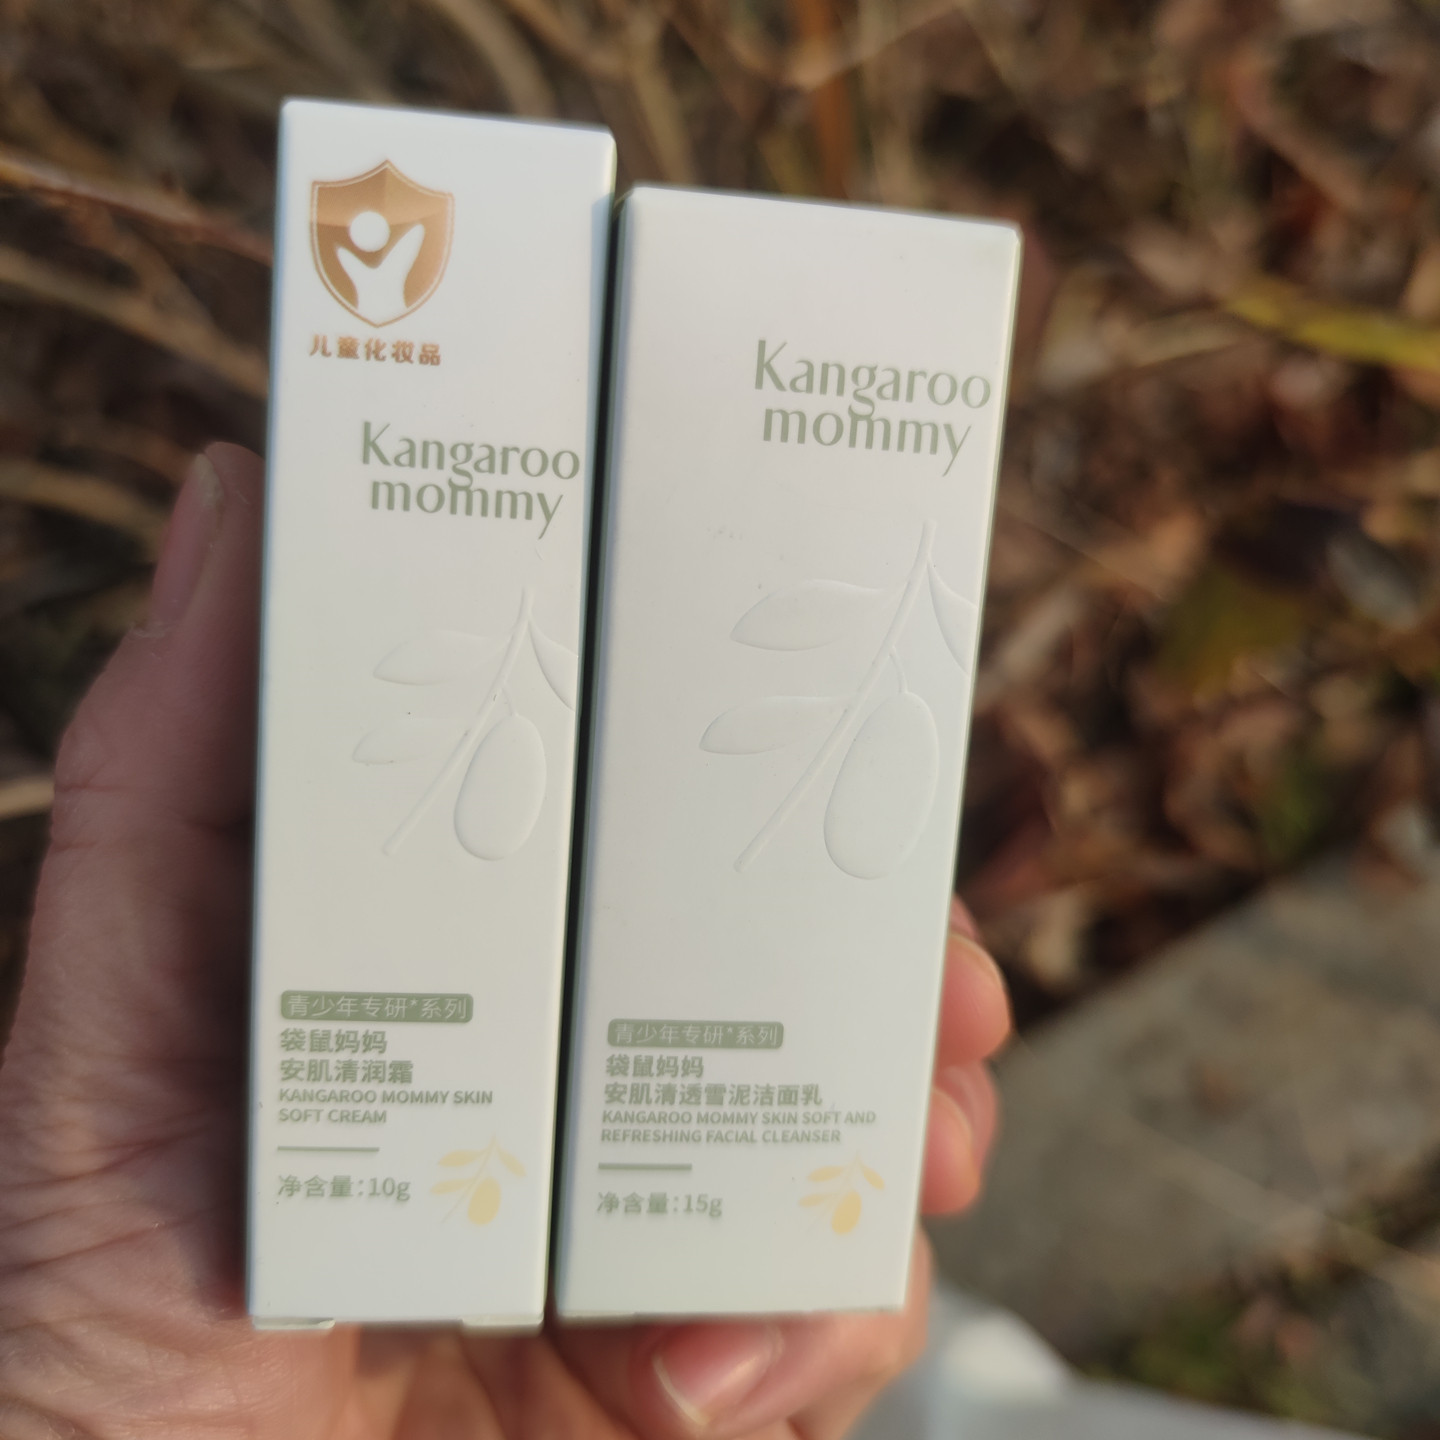 儿童化妆品
Kangaroo
mommy
青少年专研*系列
袋鼠妈妈
安肌清润霜
KANGAROO MOMMY SKIN
SOFT CREAM
净含量:10g
Kangaroo
mommy
青少年专研*系列
袋鼠妈妈
安肌清透雪泥洁面乳
KANGAROO MOMMY SKIN SOFT AND
REFRESHING FACIAL CLEANSER
净含量:15g